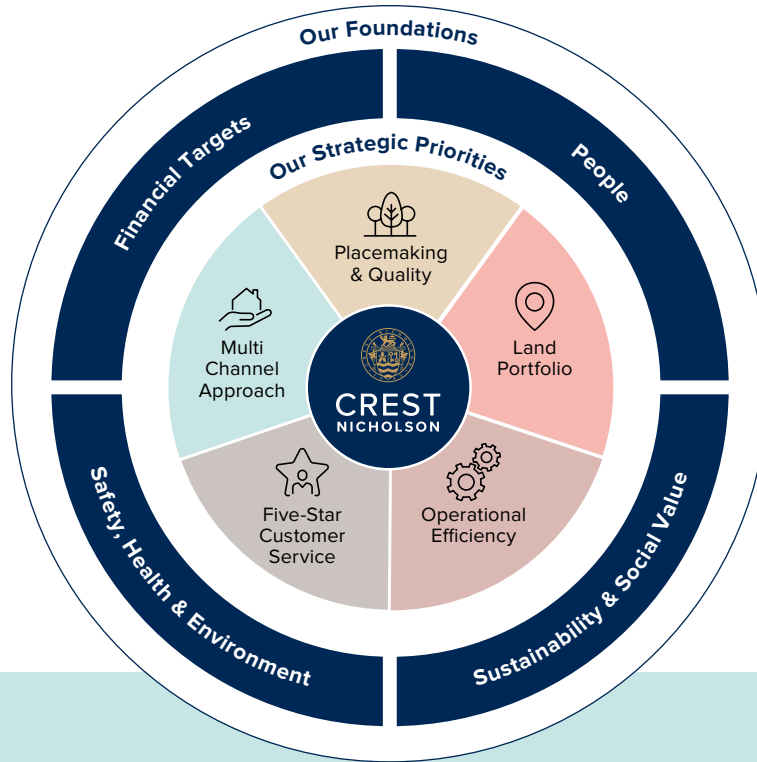 Our Foundations
Financial Targets
People
Our Strategic Priorities
Placemaking
& Quality
Multi
Channel
Approach
Land
Portfolio
CREST
NICHOLSON
Five-Star
Customer
Service
Operational
Efficiency
Safety, Health & Environment
Sustainability & Social Value